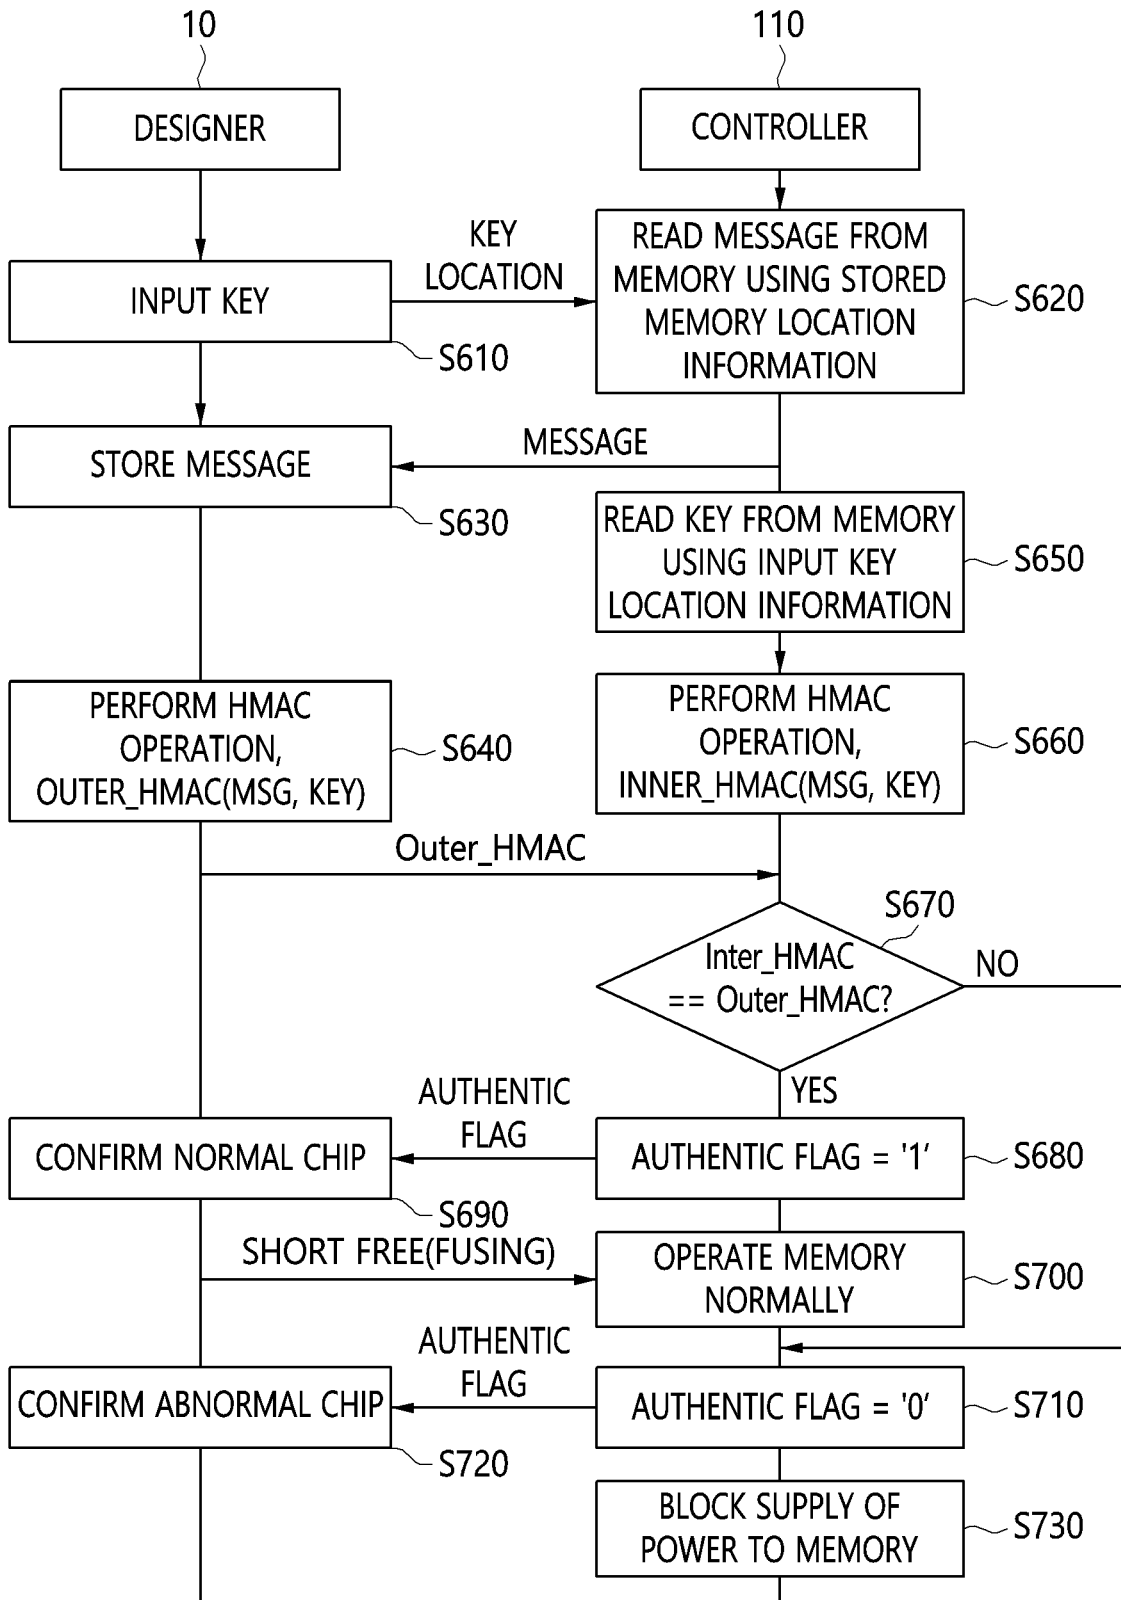 10
110
DESIGNER
CONTROLLER
KEY
LOCATION
INPUT KEY
S610
READ MESSAGE FROM
MEMORY USING STORED
MEMORY LOCATION
INFORMATION
S620
MESSAGE
STORE MESSAGE
S630
READ KEY FROM MEMORY
USING INPUT KEY
LOCATION INFORMATION
S650
PERFORM HMAC
OPERATION,
OUTER_HMAC(MSG, KEY)
S640
PERFORM HMAC
OPERATION,
INNER_HMAC(MSG, KEY)
S660
Outer_HMAC
S670
Inter_HMAC
== Outer_HMAC?
NO
YES
AUTHENTIC
FLAG
CONFIRM NORMAL CHIP
S690
AUTHENTIC FLAG = '1'
S680
SHORT FREE(FUSING)
OPERATE MEMORY
NORMALLY
S700
AUTHENTIC
FLAG
CONFIRM ABNORMAL CHIP
S720
AUTHENTIC FLAG = '0'
S710
BLOCK SUPPLY OF
POWER TO MEMORY
S730